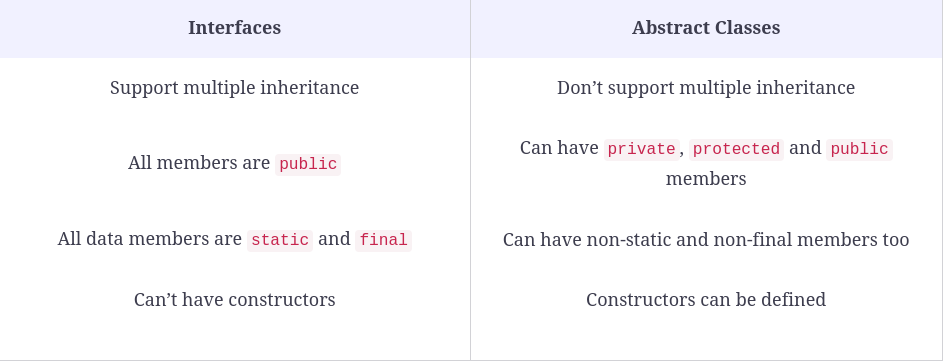 Interfaces
Abstract Classes
Support multiple inheritance
Don’t support multiple inheritance
All members are public
Can have private, protected and public
members
All data members are static and final
Can have non-static and non-final members too
Can’t have constructors
Constructors can be defined